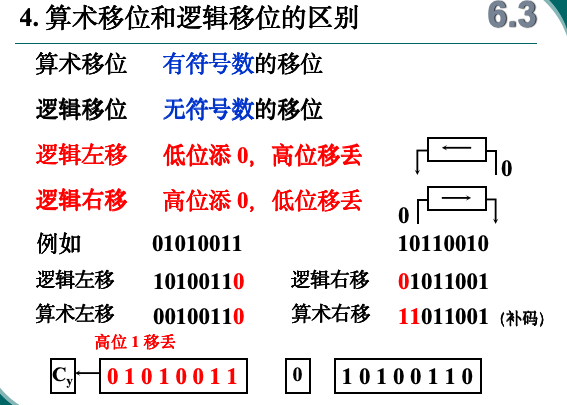 4. 算术移位和逻辑移位的区别 6.3
算术移位 有符号数的移位
逻辑移位 无符号数的移位
逻辑左移 低位添 0，高位移丢 0
逻辑右移 高位添 0，低位移丢 0
例如 01010011 10110010
逻辑左移 10100110 逻辑右移 01011001
算术左移 00100110 算术右移 11011001（补码）
高位 1 移丢
Cy 0 1 0 1 0 0 1 1 0 1 0 1 0 0 1 1 0